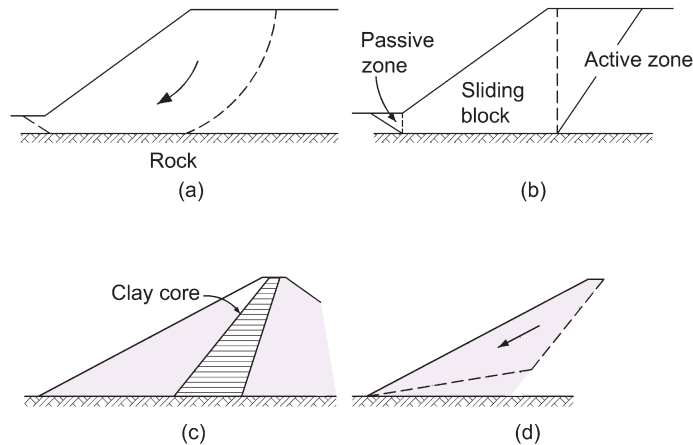 Rock
(a)
Passive
zone
Sliding
block
Active zone
(b)
Clay core
(c)
(d)